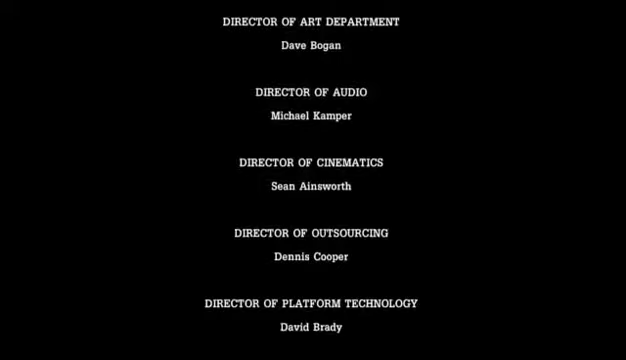 DIRECTOR OF ART DEPARTMENT
Dave Bogan
DIRECTOR OF AUDIO
Michael Kamper
DIRECTOR OF CINEMATICS
Sean Ainsworth
DIRECTOR OF OUTSOURCING
Dennis Cooper
DIRECTOR OF PLATFORM TECHNOLOGY
David Brady